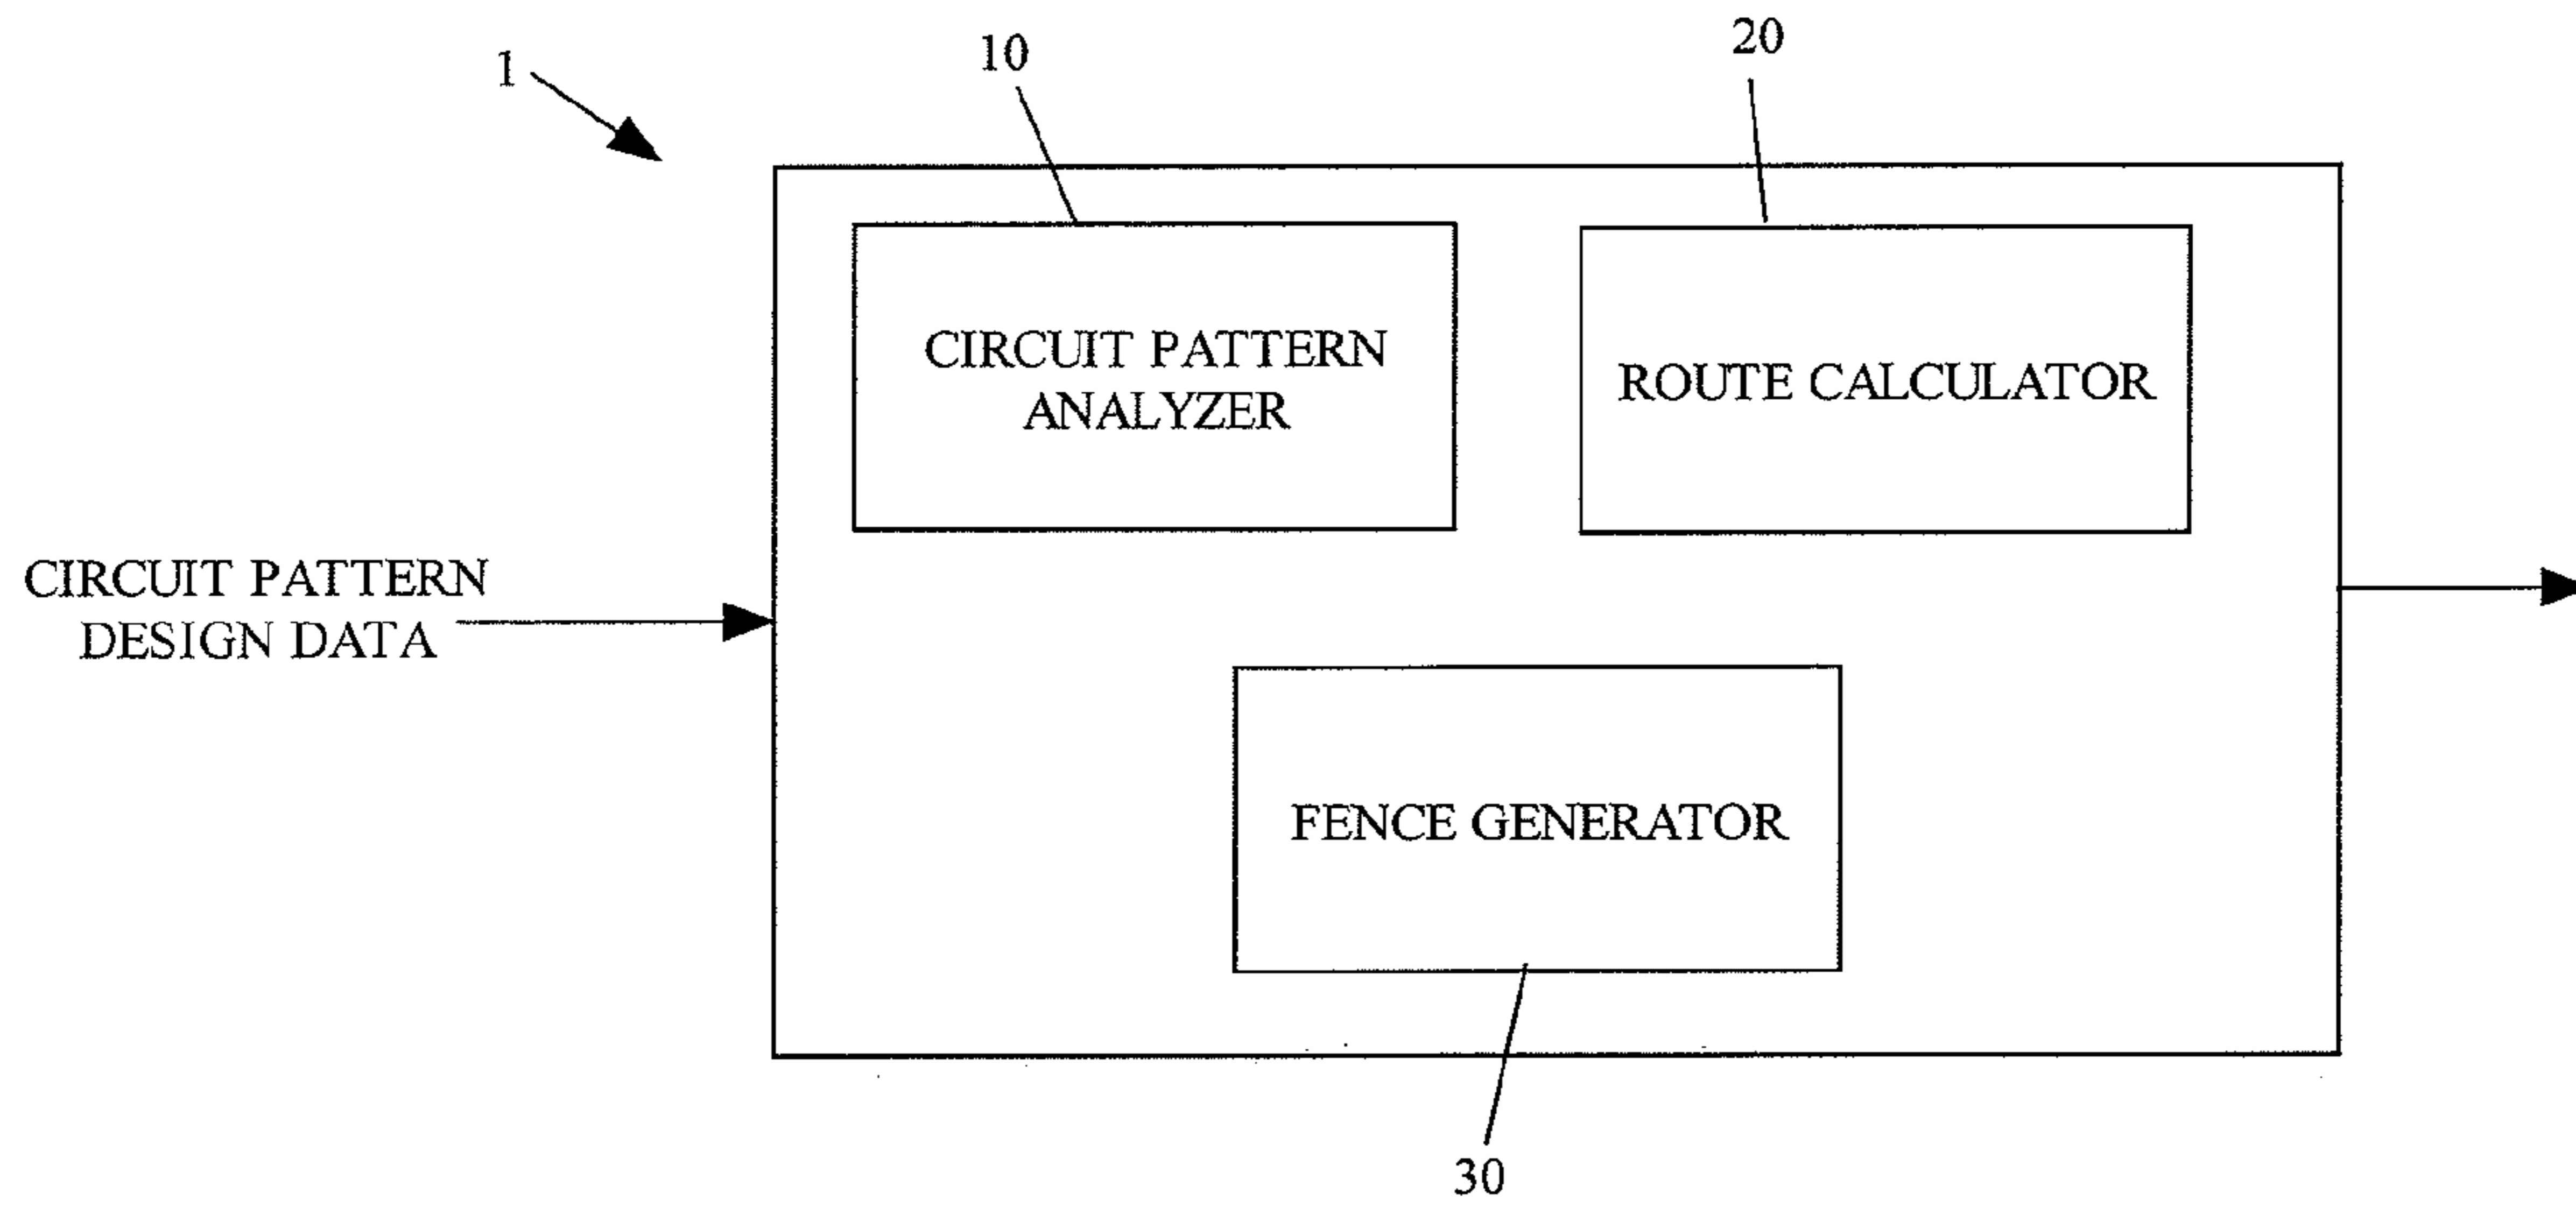 1
10
20
CIRCUIT PATTERN
ANALYZER
ROUTE CALCULATOR
CIRCUIT PATTERN
DESIGN DATA
FENCE GENERATOR
30